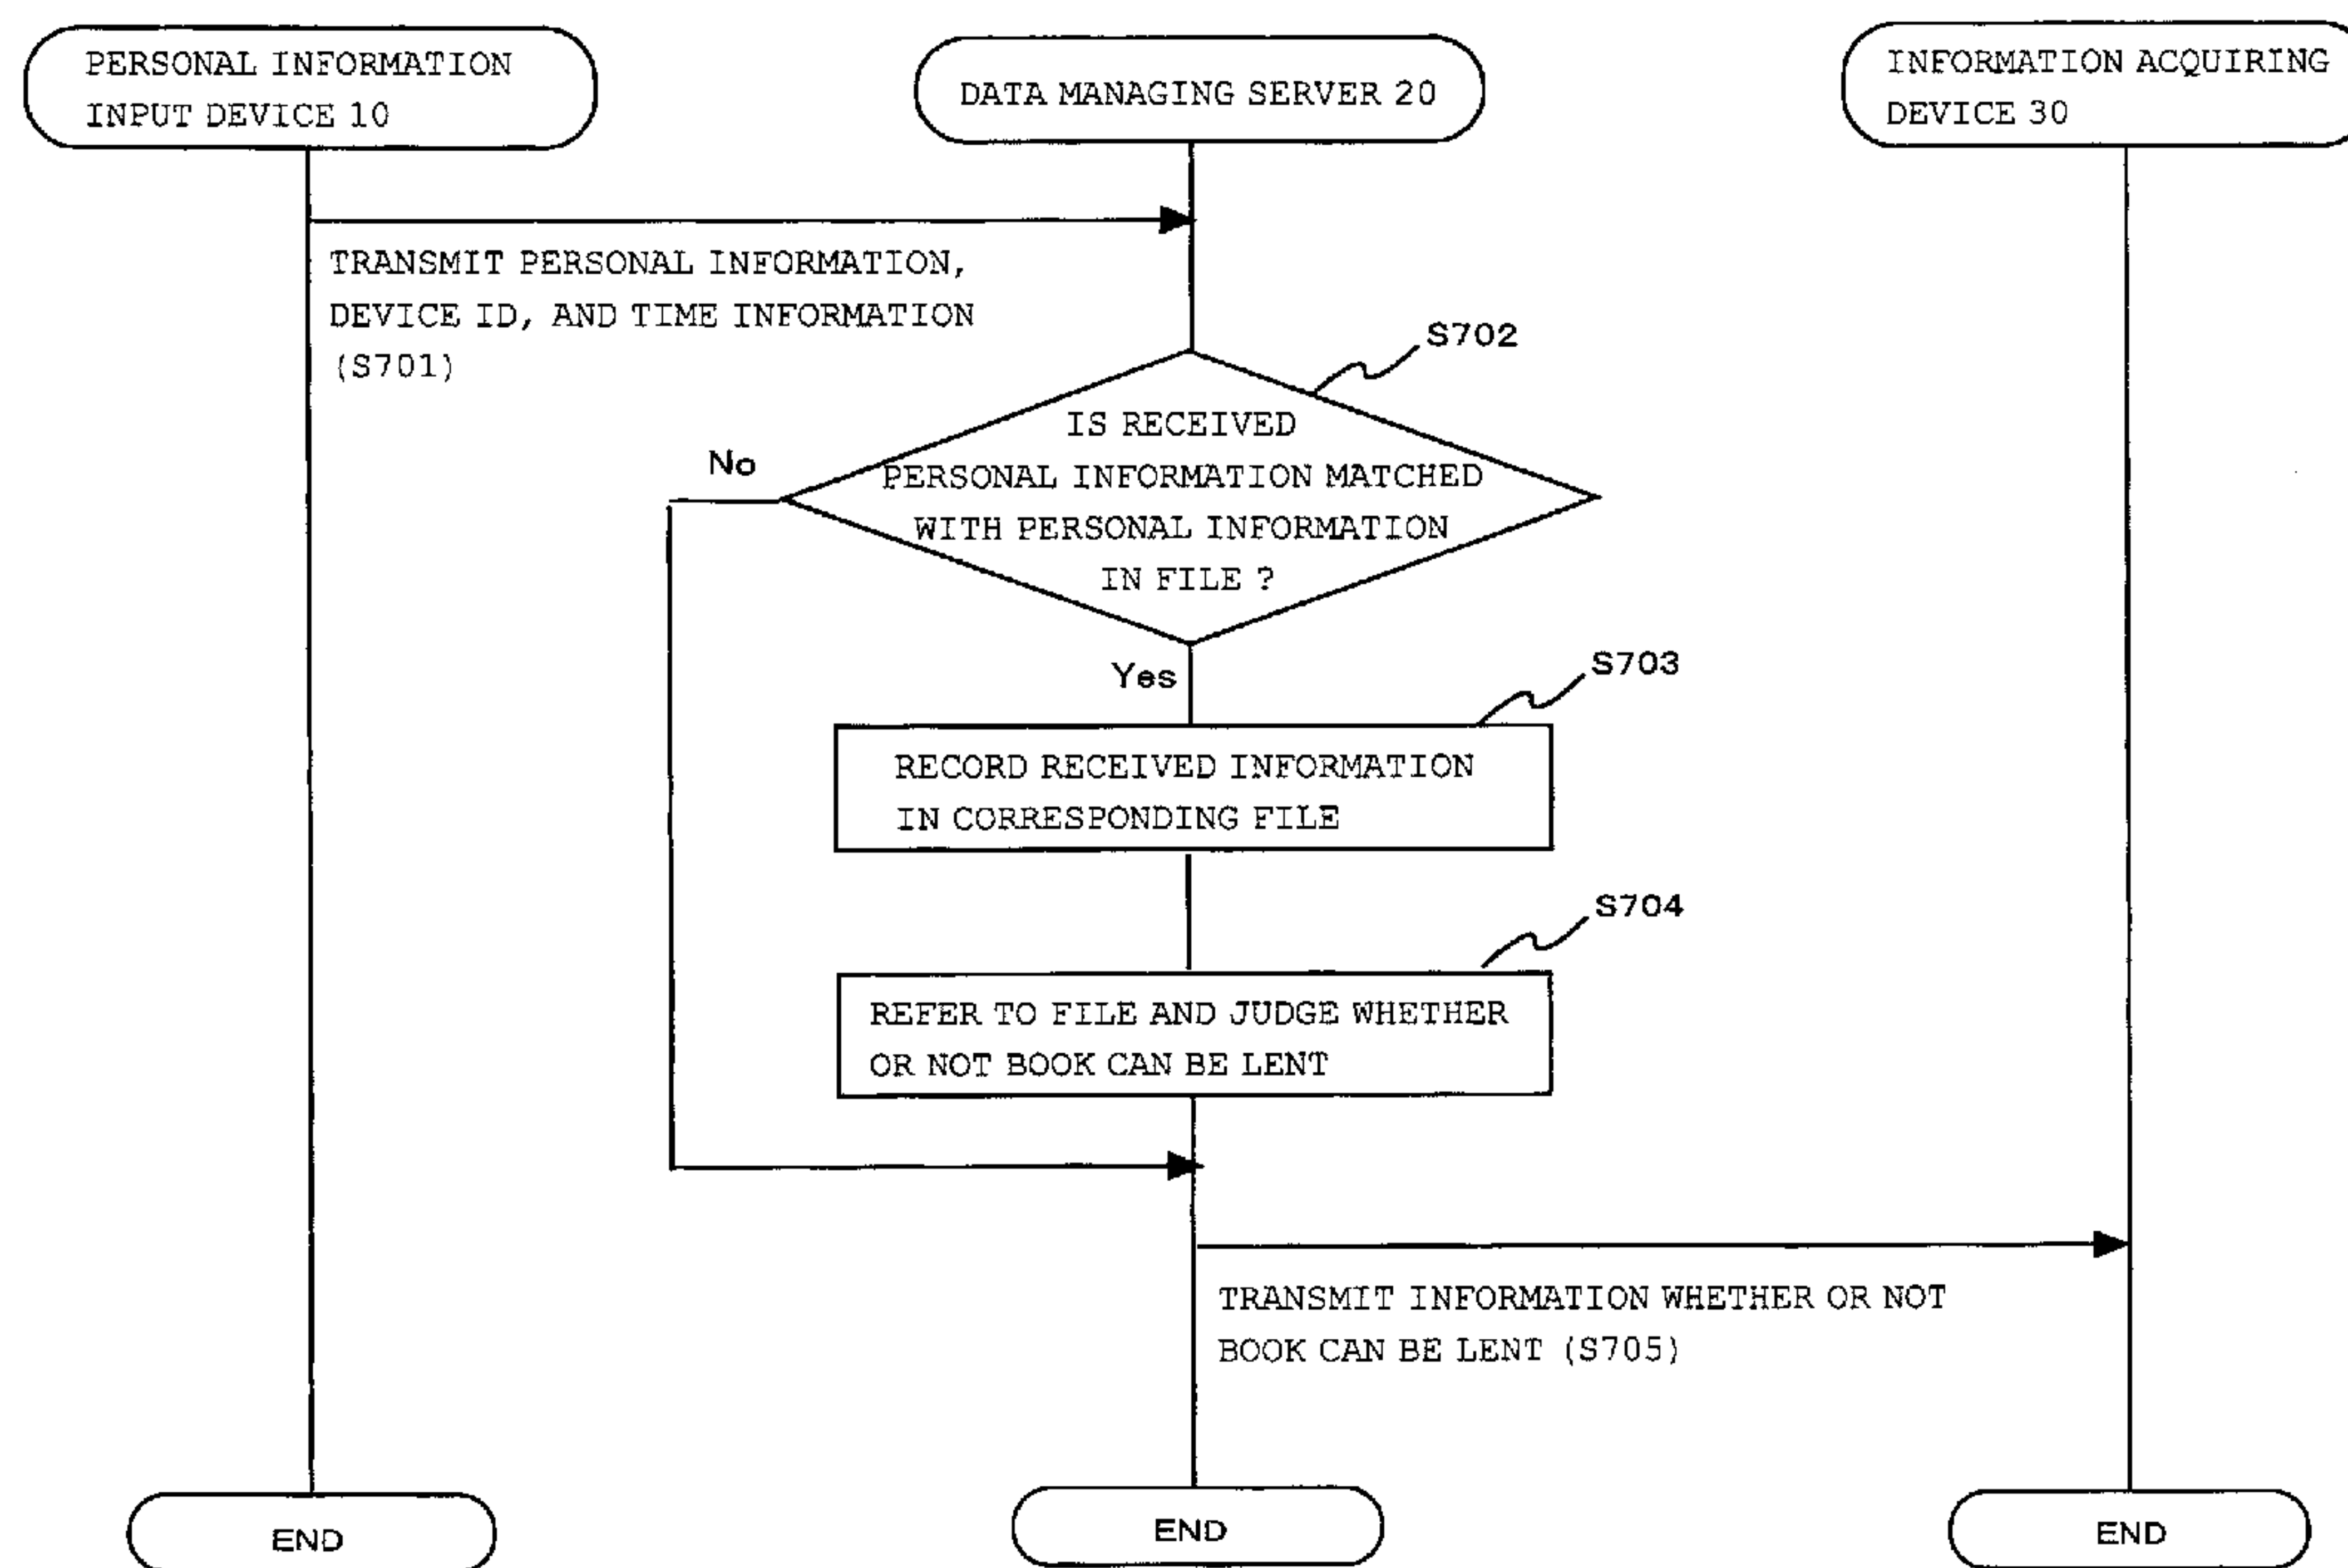 PERSONAL INFORMATION
INPUT DEVICE 10
DATA MANAGING SERVER 20
INFORMATION ACQUIRING
DEVICE 30
TRANSMIT PERSONAL INFORMATION,
DEVICE ID, AND TIME INFORMATION
(S701)
S702
IS RECEIVED
PERSONAL INFORMATION MATCHED
WITH PERSONAL INFORMATION
IN FILE ?
No
Yes
S703
RECORD RECEIVED INFORMATION
IN CORRESPONDING FILE
S704
REFER TO FILE AND JUDGE WHETHER
OR NOT BOOK CAN BE LENT
TRANSMIT INFORMATION WHETHER OR NOT
BOOK CAN BE LENT (S705)
END
END
END